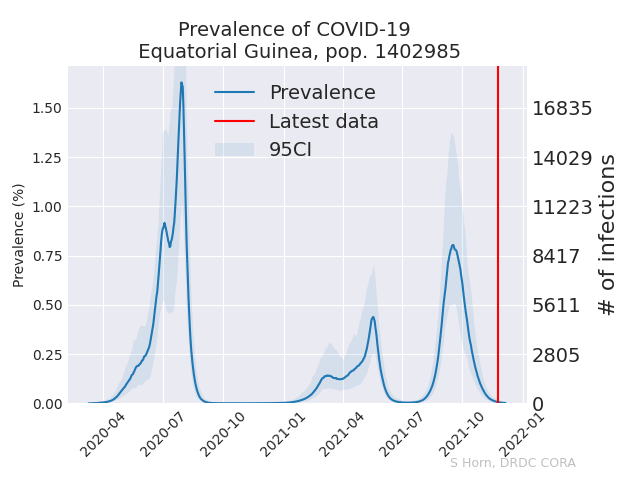 Prevalence of COVID-19
Equatorial Guinea, pop. 1402985
Prevalence
Latest data
95CI
Prevalence (%)
1.50
1.25
1.00
0.75
0.50
0.25
0.00
16835
14029
11223
8417
5611
2805
0
# of infections
2020-04
2020-07
2020-10
2021-01
2021-04
2021-07
2021-10
2022-01
S Horn, DRDC CORA